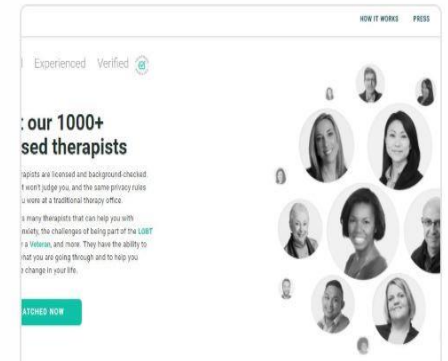 HOW IT WORKS PRESS
Experienced Verified
our 1000+
sed therapists
rapists are licensed and background-checked.
t won't judge you, and the same privacy rules
u were at a traditional therapy office.
s many therapists that can help you with
nxiety, the challenges of being part of the LGBT
r a Veteran, and more. They have the ability to
hat you are going through and to help you
e change in your life.
ATCHED NOW